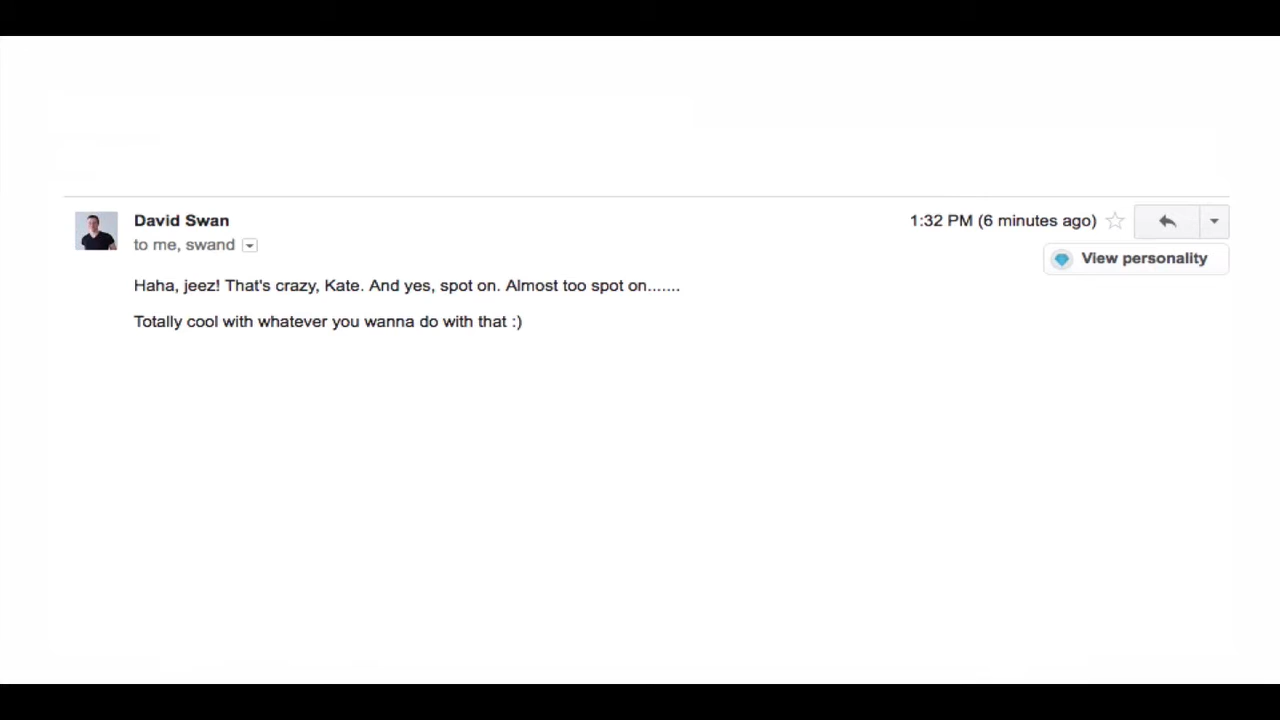 David Swan 1:32 PM (6 minutes ago)
to me, swand
View personality
Haha, jeez! That's crazy, Kate. And yes, spot on. Almost too spot on.......
Totally cool with whatever you wanna do with that :)